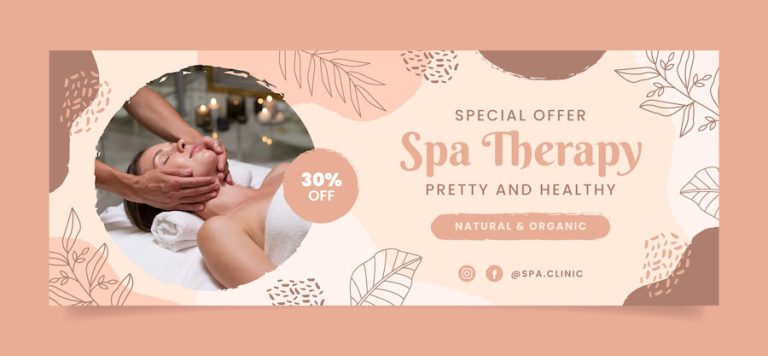 30%
OFF
SPECIAL OFFER
Spa Therapy
PRETTY AND HEALTHY
NATURAL & ORGANIC
@SPA.CLINIC